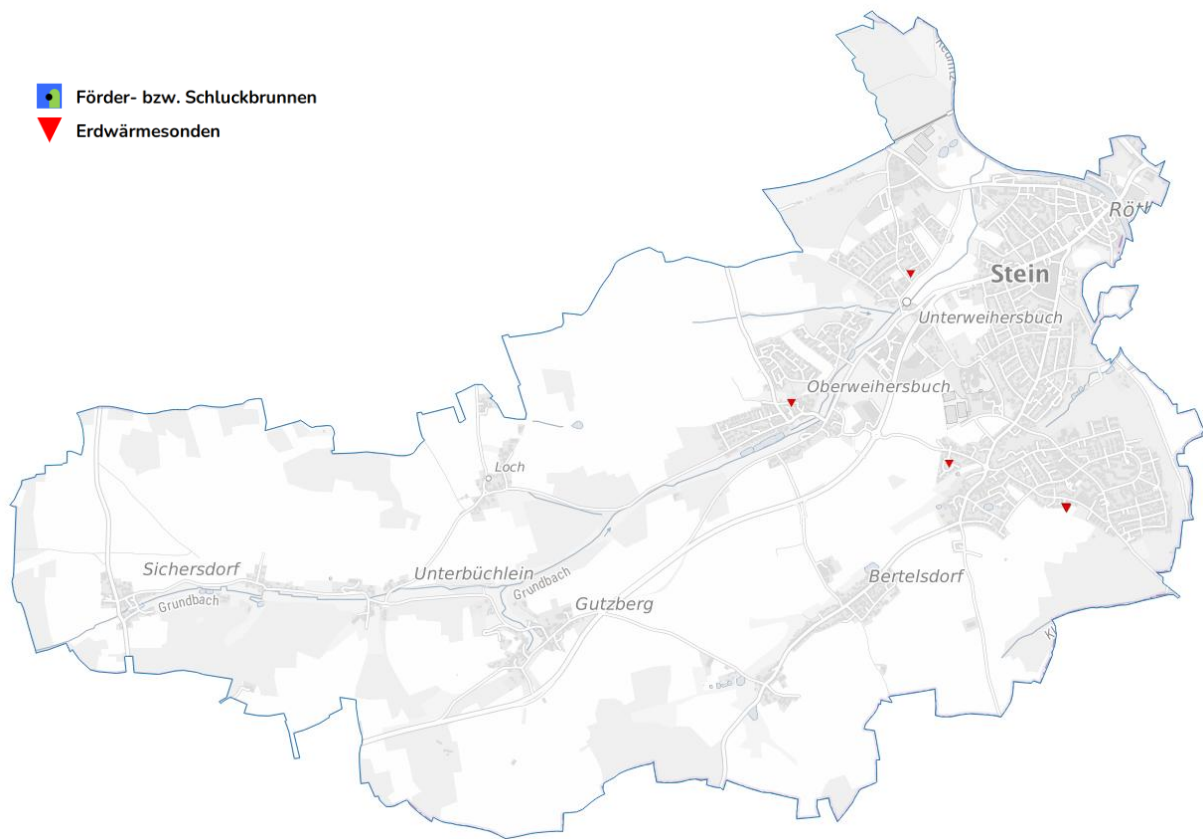 Förder- bzw. Schluckbrunnen
Erdwärmesonden
Stein
Unterweihersbuch
Oberweihersbuch
Loch
Sichersdorf
Unterbüchlein
Grundbach
Grundbach
Gutzberg
Bertelsdorf